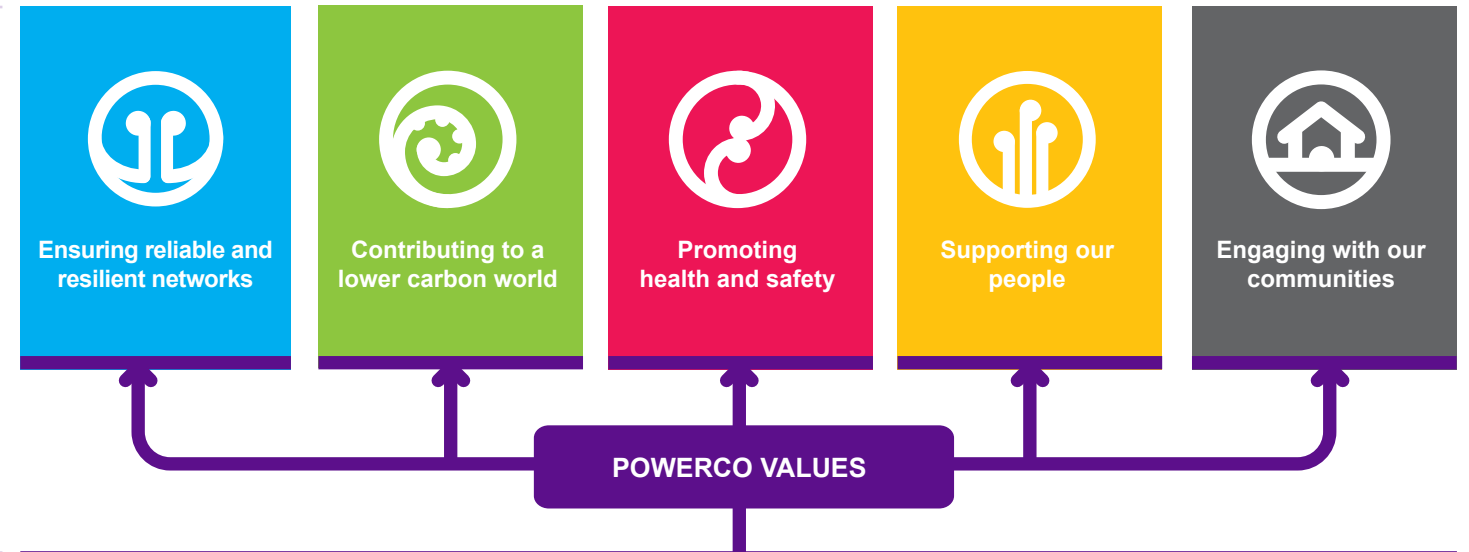 Ensuring reliable and
resilient networks
Contributing to a
lower carbon world
Promoting
health and safety
Supporting our
people
Engaging with our
communities
POWERCO VALUES